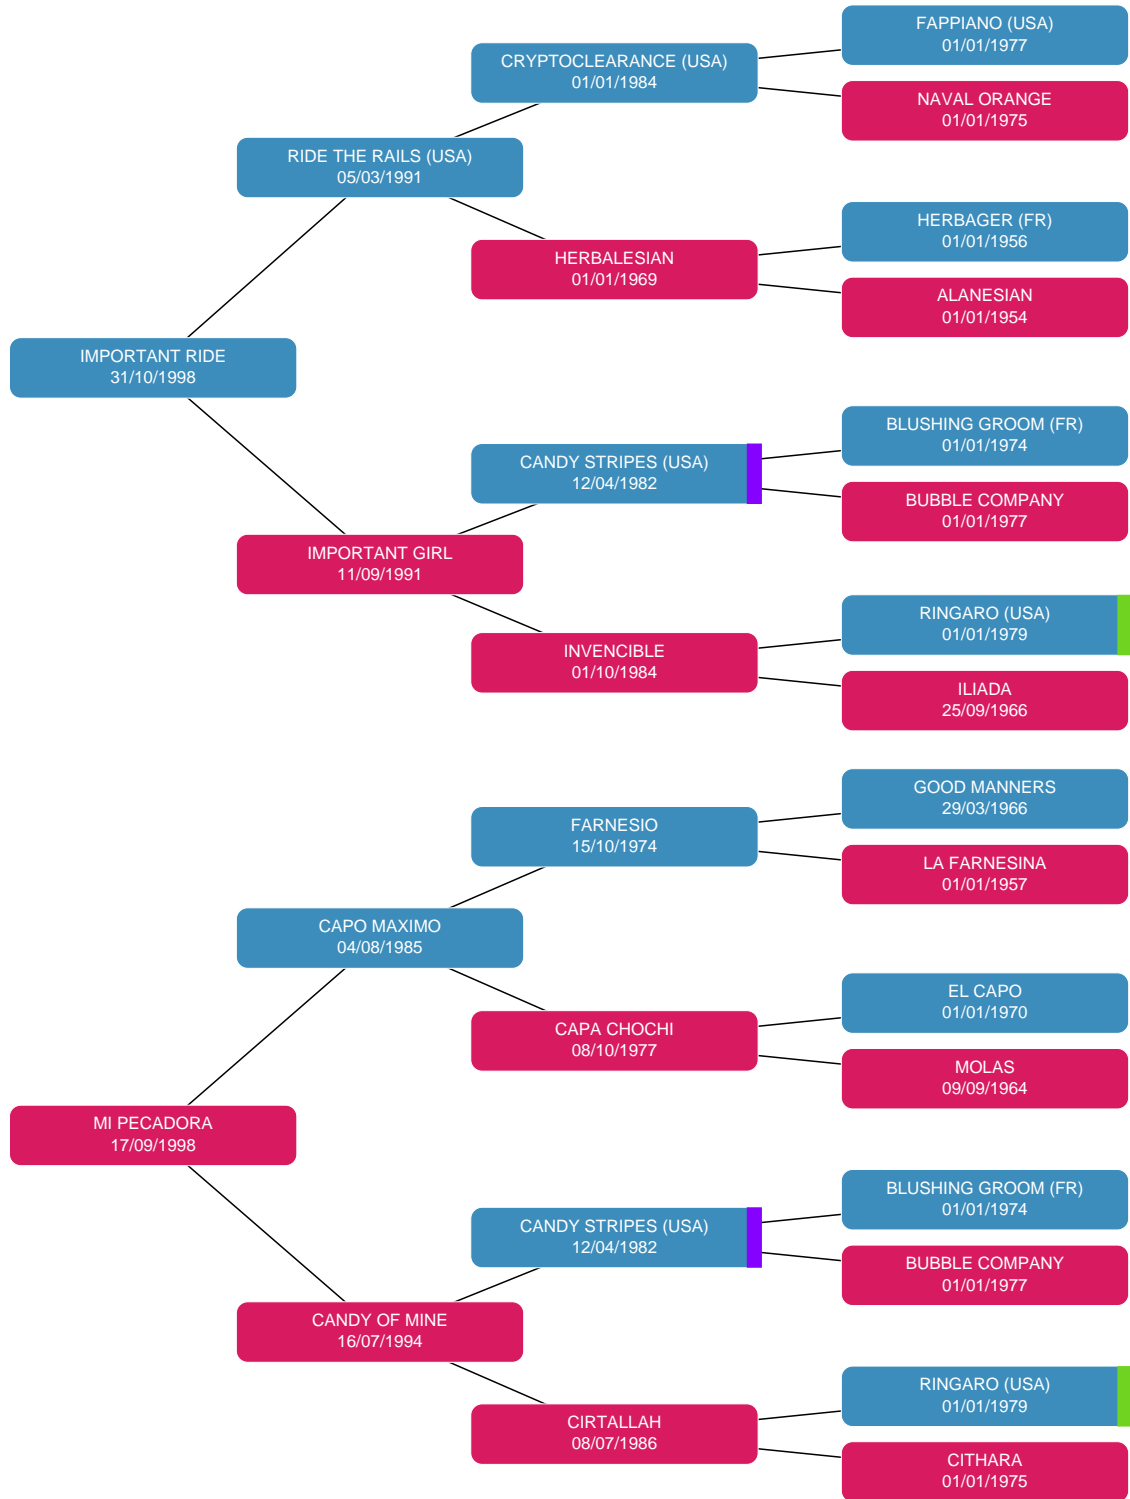 FAPPIANO (USA)
01/01/1977
CRYPTOCLEARANCE (USA)
01/01/1984
NAVAL ORANGE
01/01/1975
RIDE THE RAILS (USA)
05/03/1991
HERBAGER (FR)
01/01/1956
HERBALESIAN
01/01/1969
ALANESIAN
01/01/1954
IMPORTANT RIDE
31/10/1998
BLUSHING GROOM (FR)
01/01/1974
CANDY STRIPES (USA)
12/04/1982
BUBBLE COMPANY
01/01/1977
IMPORTANT GIRL
11/09/1991
RINGARO (USA)
01/01/1979
INVENCIBLE
01/10/1984
ILIADA
25/09/1966
GOOD MANNERS
29/03/1966
FARNESIO
15/10/1974
LA FARNESINA
01/01/1957
CAPO MAXIMO
04/08/1985
EL CAPO
01/01/1970
CAPA CHOCHI
08/10/1977
MOLAS
09/09/1964
MI PECADORA
17/09/1998
BLUSHING GROOM (FR)
01/01/1974
CANDY STRIPES (USA)
12/04/1982
BUBBLE COMPANY
01/01/1977
CANDY OF MINE
16/07/1994
RINGARO (USA)
01/01/1979
CIRTALLAH
08/07/1986
CITHARA
01/01/1975